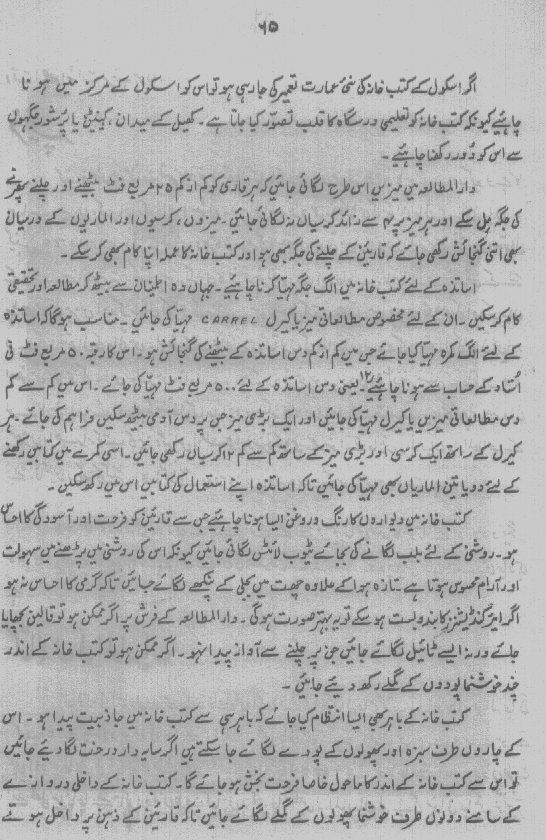 ۶۵
اگر اسکول کے کتب خانہ کی نئی عمارت تعمیر کی جارہی ہو تو اس کو اسکول کے مرکز میں ہونا
چاہئیے کیونکہ کتب خانہ کو تعلیمی درسگاہ کا قلب تصوّر کیا جاتا ہے۔ کھیل کے میدان، کینٹین یا پُرشور جگہوں
سے اس کو دُور رکھنا چاہئیے۔
دارالمطالعہ میں میزیں اس طرح لگائی جائیں کہ ہر قاری کو کم از کم ۲۵ مربع فٹ بیٹھنے اور چلنے پھرنے
کی جگہ مل سکے اور ہر میز پر ۴ سے زائد کرسیاں نہ لگائی جائیں۔ میزوں، کرسیوں اور الماریوں کے درمیان
بھی اتنی گنجائش رکھی جائے کہ قارئین کے چلنے کی جگہ بھی ہو اور کتب خانہ کا عملہ اپنا کام بھی کر سکے۔
اساتذہ کے لئے کتب خانہ میں الگ جگہ مہیّا کرنا چاہئیے۔ جہاں وہ اطمینان سے بیٹھ کر مطالعہ اور تحقیقی
کام کر سکیں۔ ان کے لئے مخصوص مطالعاتی میز یا کیرل CARREL مہیّا کی جائیں۔ مناسب ہوگا کہ اساتذہ
کے لئے الگ کمرہ مہیّا کیا جائے جس میں کم از کم دس اساتذہ کے بیٹھنے کی گنجائش ہو۔ اس کا رقبہ ۵۰ مربع فٹ فی
اُستاد کے حساب سے ہونا چاہئیے۱۲۔ یعنی دس اساتذہ کے لئے ۵۰۰ مربع فٹ مہیّا کی جائے۔ اس میں کم سے کم
دس مطالعاتی میزیں یا کیرل مہیّا کی جائیں اور ایک بڑی میز جس پر دس آدمی بیٹھ سکیں فراہم کی جائے۔ ہر
کیرل کے ساتھ ایک کرسی اور بڑی میز کے ساتھ کم سے کم ۱۲ کرسیاں رکھی جائیں۔ اسی کمرے میں کتابیں رکھنے
کے لئے دو یا تین الماریاں بھی مہیّا کی جائیں تاکہ اساتذہ اپنے استعمال کی کتابیں اس میں رکھ سکیں۔
کتب خانہ میں دیواروں کا رنگ و روغن ایسا ہونا چاہئیے جس سے قارئین کو فرحت اور آسودگی کا احساس
ہو۔ روشنی کے لئے بلب لگانے کی بجائے ٹیوب لائٹس لگائی جائیں کیونکہ اس کی روشنی میں پڑھنے میں سہولت
اور آرام محسوس ہوتا ہے۔ تازہ ہوا کے علاوہ چھت میں بجلی کے پنکھے لگائے جائیں تاکہ گرمی کا احساس نہ ہو
اگر ایئرکنڈیشنرز کا بندوبست ہو سکے تو یہ بہتر صورت ہوگی۔ دارالمطالعہ کے فرش پر اگر ممکن ہو تو قالین بچھایا
جائے ورنہ ایسے ٹائیل لگائے جائیں جن پر چلنے سے آواز پیدا نہ ہو۔ اگر ممکن ہو تو کتب خانہ کے اندر
چند خوشنما پودوں کے گملے رکھ دیئے جائیں۔
کتب خانہ کے باہر بھی ایسا انتظام کیا جائے کہ باہر ہی سے کتب خانہ میں جاذبیت پیدا ہو۔ اس
کے چاروں طرف سبزہ اور پھولوں کے پودے لگائے جا سکتے ہیں اگر سایہ دار درخت لگا دیئے جائیں
تو اس سے کتب خانہ کے اندر کا ماحول خاصا فرحت بخش ہو جائے گا۔ کتب خانہ کے داخلی دروازے
کے سامنے دونوں طرف خوشنما پھولوں کے گملے لگائے جائیں تاکہ قارئین کے ذہن پر داخل ہوتے